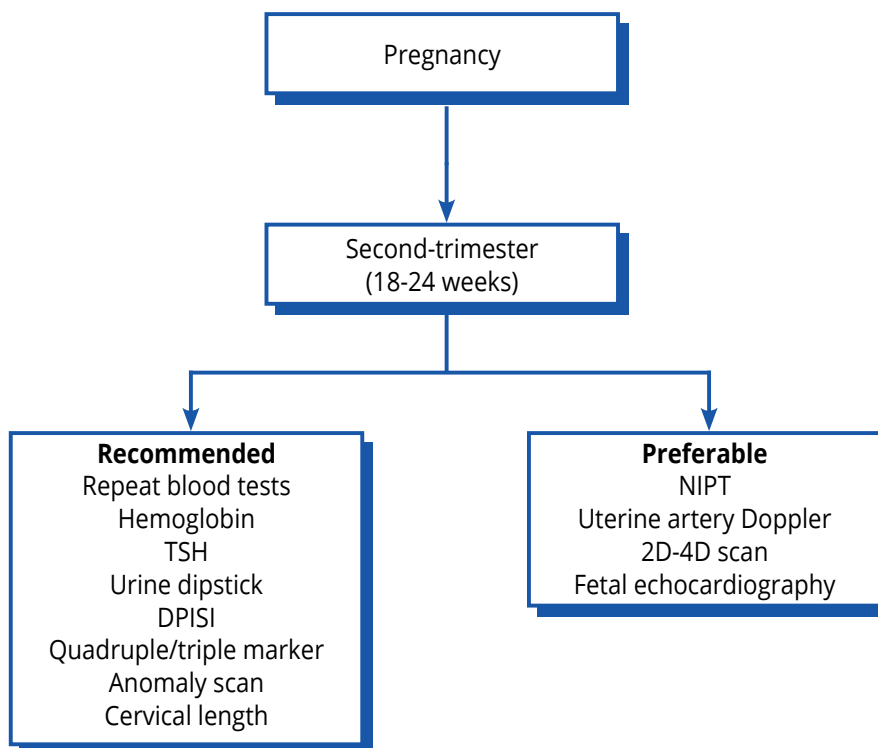 Pregnancy
Second-trimester
(18-24 weeks)
Recommended
Repeat blood tests
Hemoglobin
TSH
Urine dipstick
DPISI
Quadruple/triple marker
Anomaly scan
Cervical length
Preferable
NIPT
Uterine artery Doppler
2D-4D scan
Fetal echocardiography